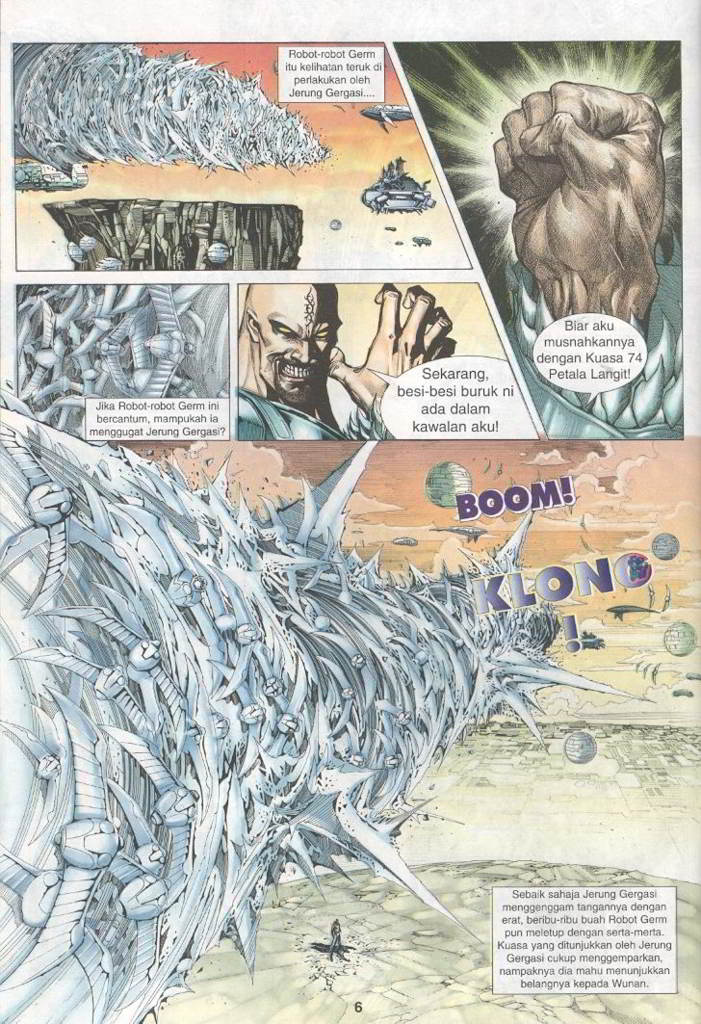 Robot-robot Germ
itu kelihatan teruk di
perlakukan oleh
Jerung Gergasi....
Biar aku
musnahkannya
dengan Kuasa 74
Petala Langit!
Jika Robot-robot Germ ini
bercantum, mampukah ia
menggugat Jerung Gergasi?
Sekarang,
besi-besi buruk ni
ada dalam
kawalan aku!
BOOM!
KLONG
!
Sebaik sahaja Jerung Gergasi
menggenggam tangannya dengan
erat, beribu-ribu buah Robot Germ
pun meletup dengan serta-merta.
Kuasa yang ditunjukkan oleh Jerung
Gergasi cukup menggemparkan,
nampaknya dia mahu menunjukkan
belangnya kepada Wunan.
6